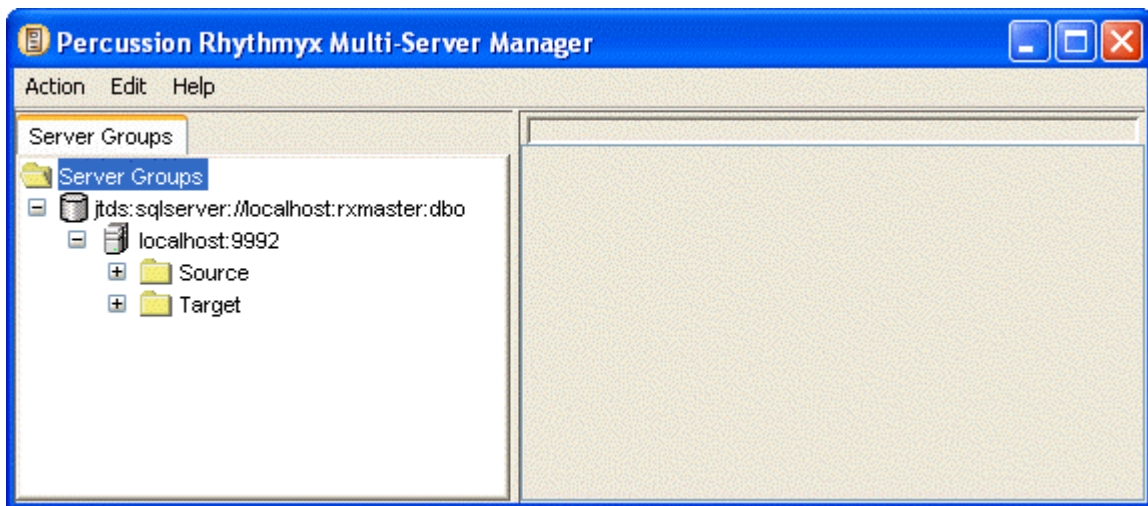 Percussion Rhythmyx Multi-Server Manager
Action Edit Help
Server Groups
Server Groups
jtds:sqlserver://localhost:rxmaster:dbo
localhost:9992
Source
Target